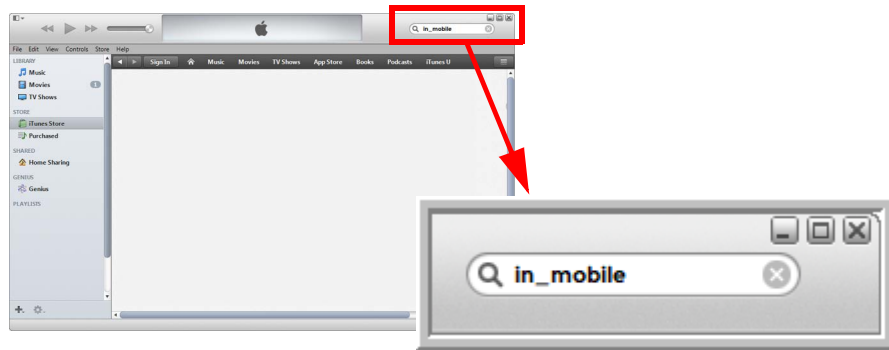 in_mobile
File Edit View Controls Store Help
LIBRARY
Music
Movies 1
TV Shows
STORE
iTunes Store
Purchased
SHARED
Home Sharing
GENIUS
Genius
PLAYLISTS
Sign In Music Movies TV Shows App Store Books Podcasts iTunes U
in_mobile